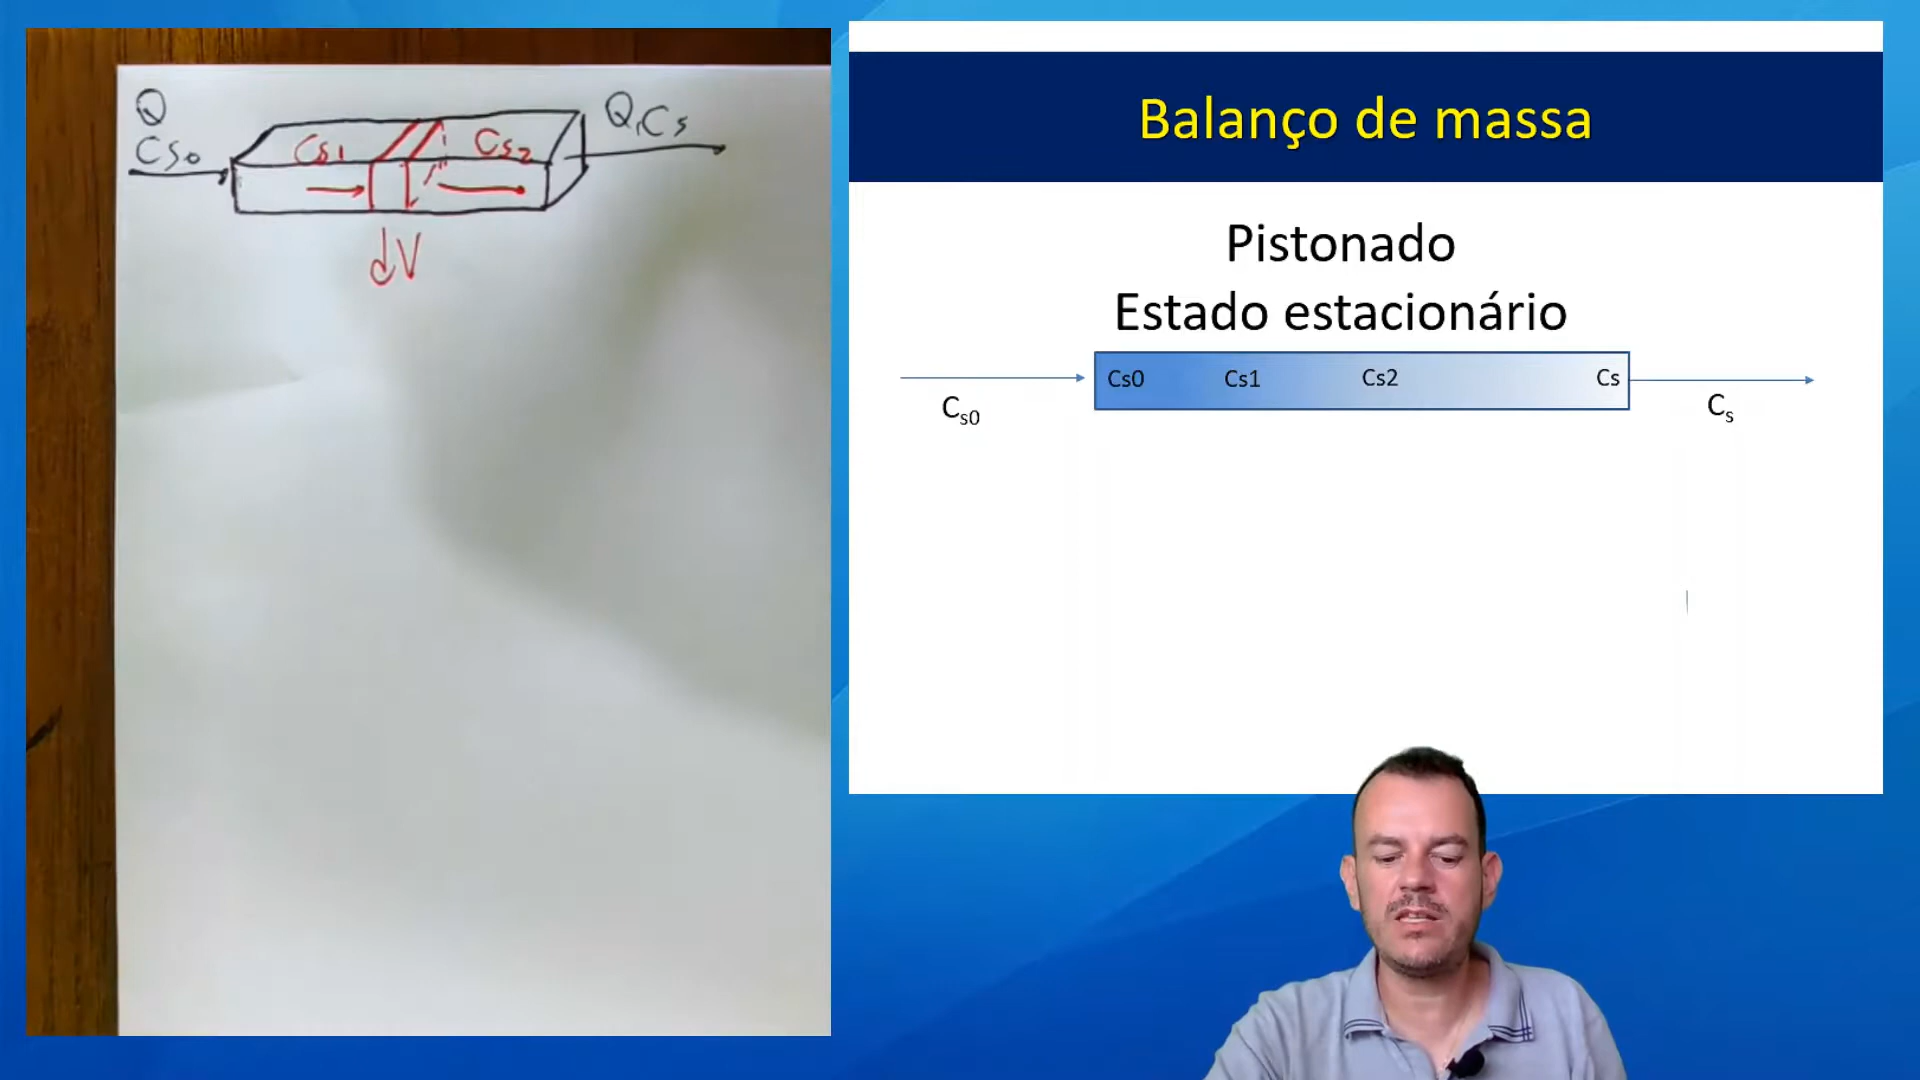 Q
Cs0
Cs1
Cs2
Q, Cs
dV
Balanço de massa
Pistonado
Estado estacionário
Cs0 Cs1 Cs2 Cs
Cs0
Cs